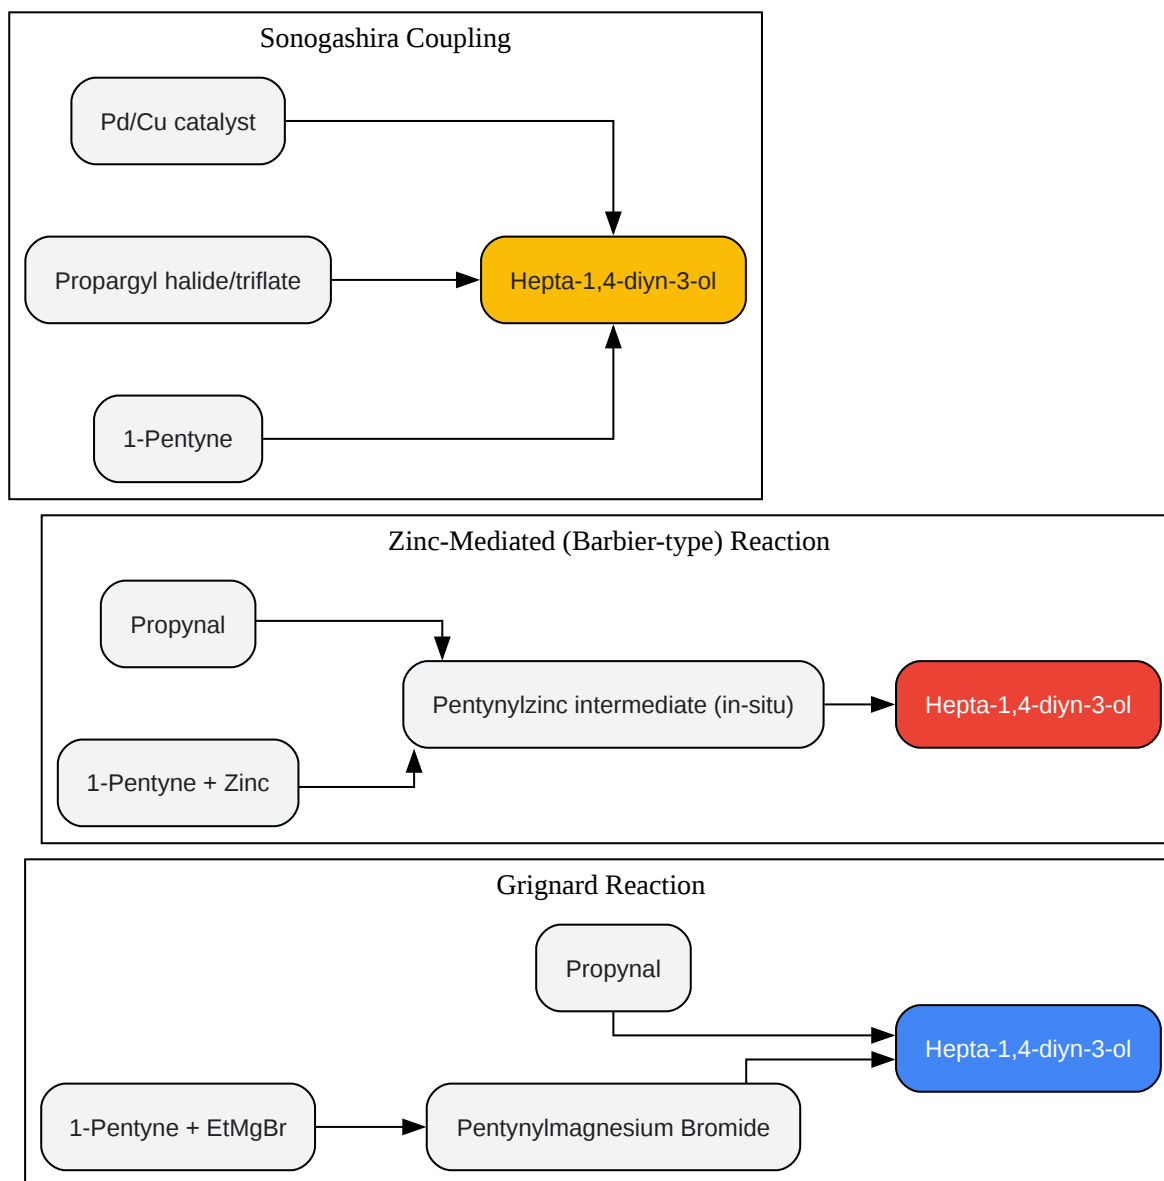 Sonogashira Coupling
Pd/Cu catalyst
Propargyl halide/triflate
Hepta-1,4-diyn-3-ol
1-Pentyne
Zinc-Mediated (Barbier-type) Reaction
Propynal
Pentynylzinc intermediate (in-situ)
Hepta-1,4-diyn-3-ol
1-Pentyne + Zinc
Grignard Reaction
Propynal
Hepta-1,4-diyn-3-ol
1-Pentyne + EtMgBr
Pentynylmagnesium Bromide